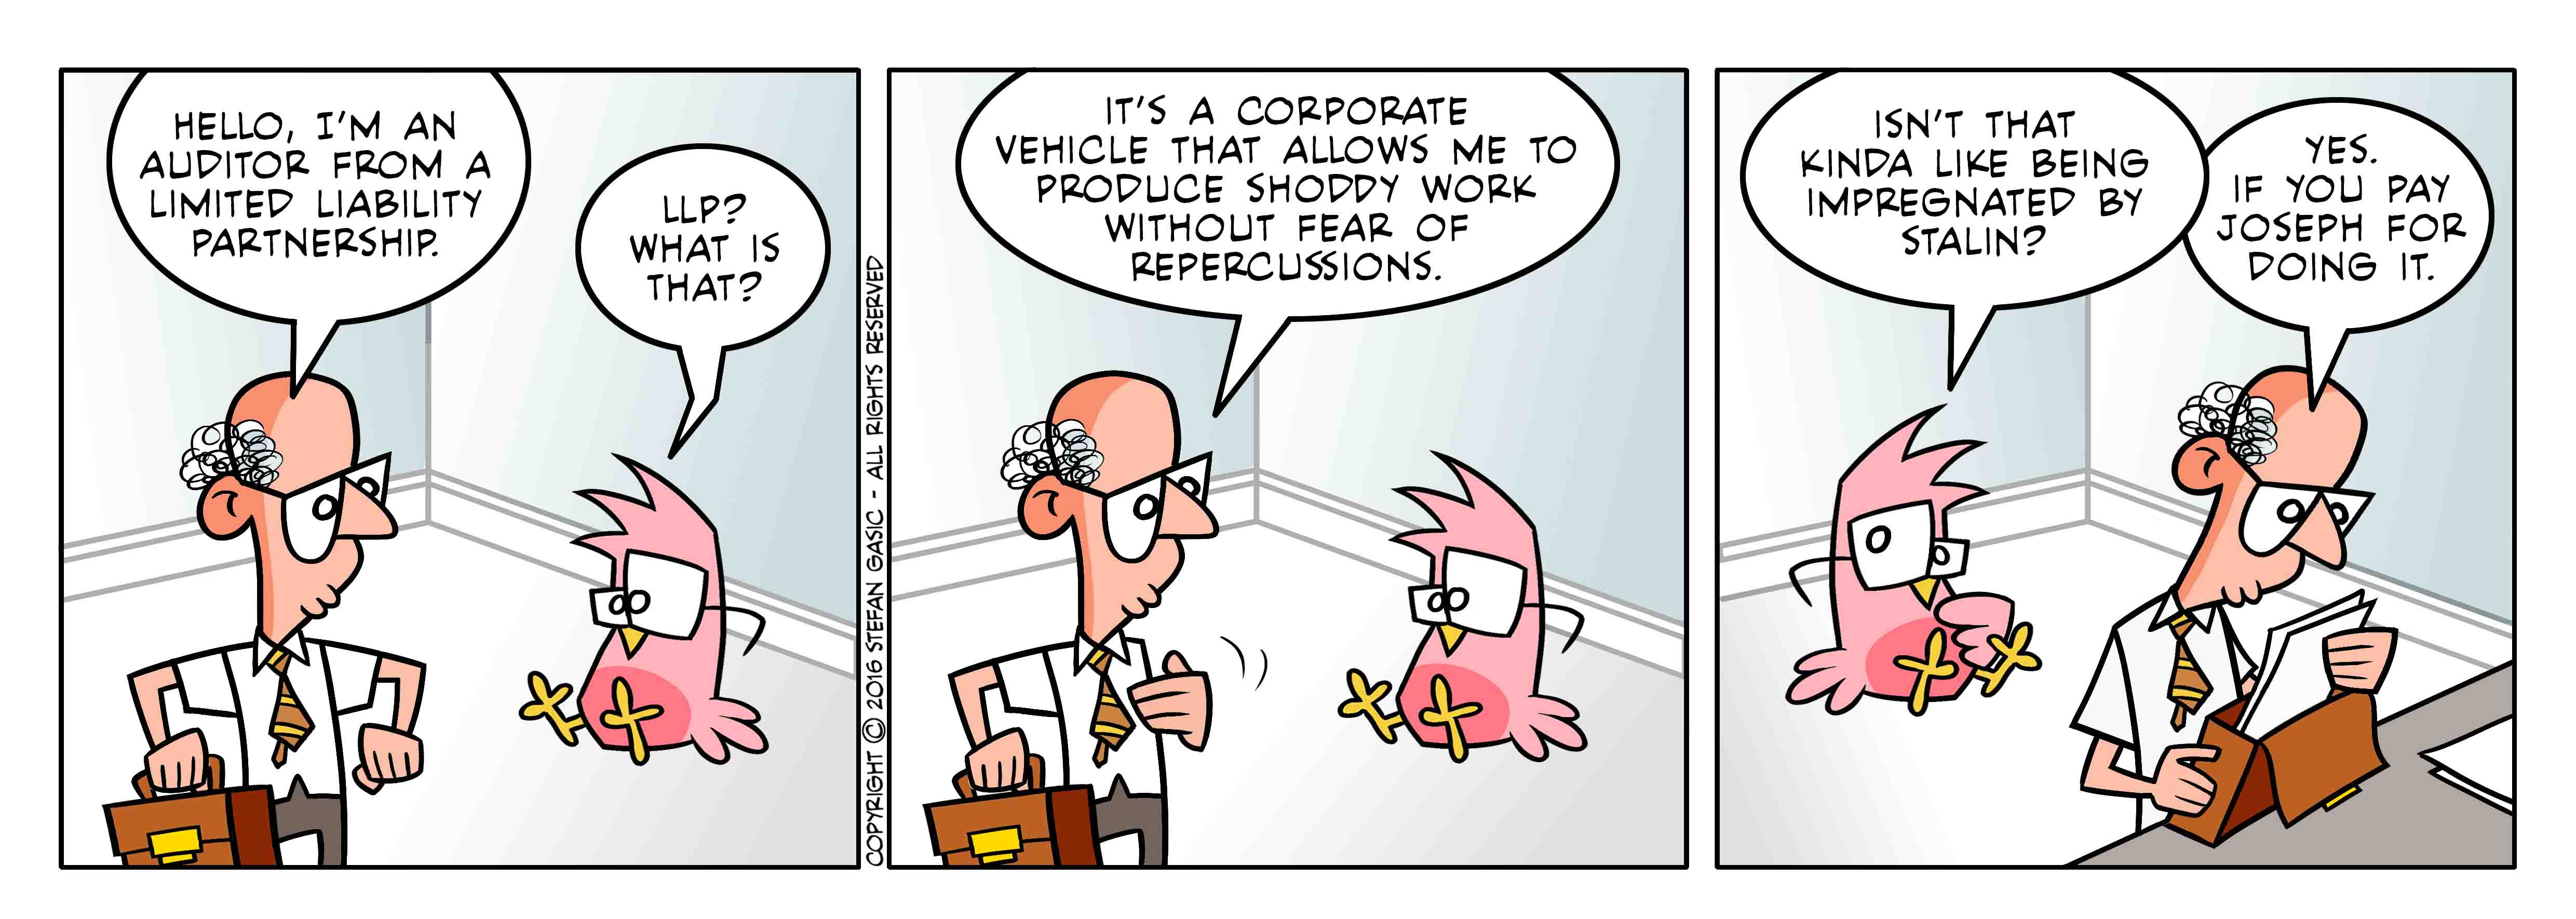 HELLO, I'M AN
AUDITOR FROM A
LIMITED LIABILITY
PARTNERSHIP.
LLP?
WHAT IS
THAT?
COPYRIGHT © 2016 STEFAN GASIC - ALL RIGHTS RESERVED
IT'S A CORPORATE
VEHICLE THAT ALLOWS ME TO
PRODUCE SHODDY WORK
WITHOUT FEAR OF
REPERCUSSIONS.
ISN'T THAT
KINDA LIKE BEING
IMPREGNATED BY
STALIN?
YES.
IF YOU PAY
JOSEPH FOR
DOING IT.